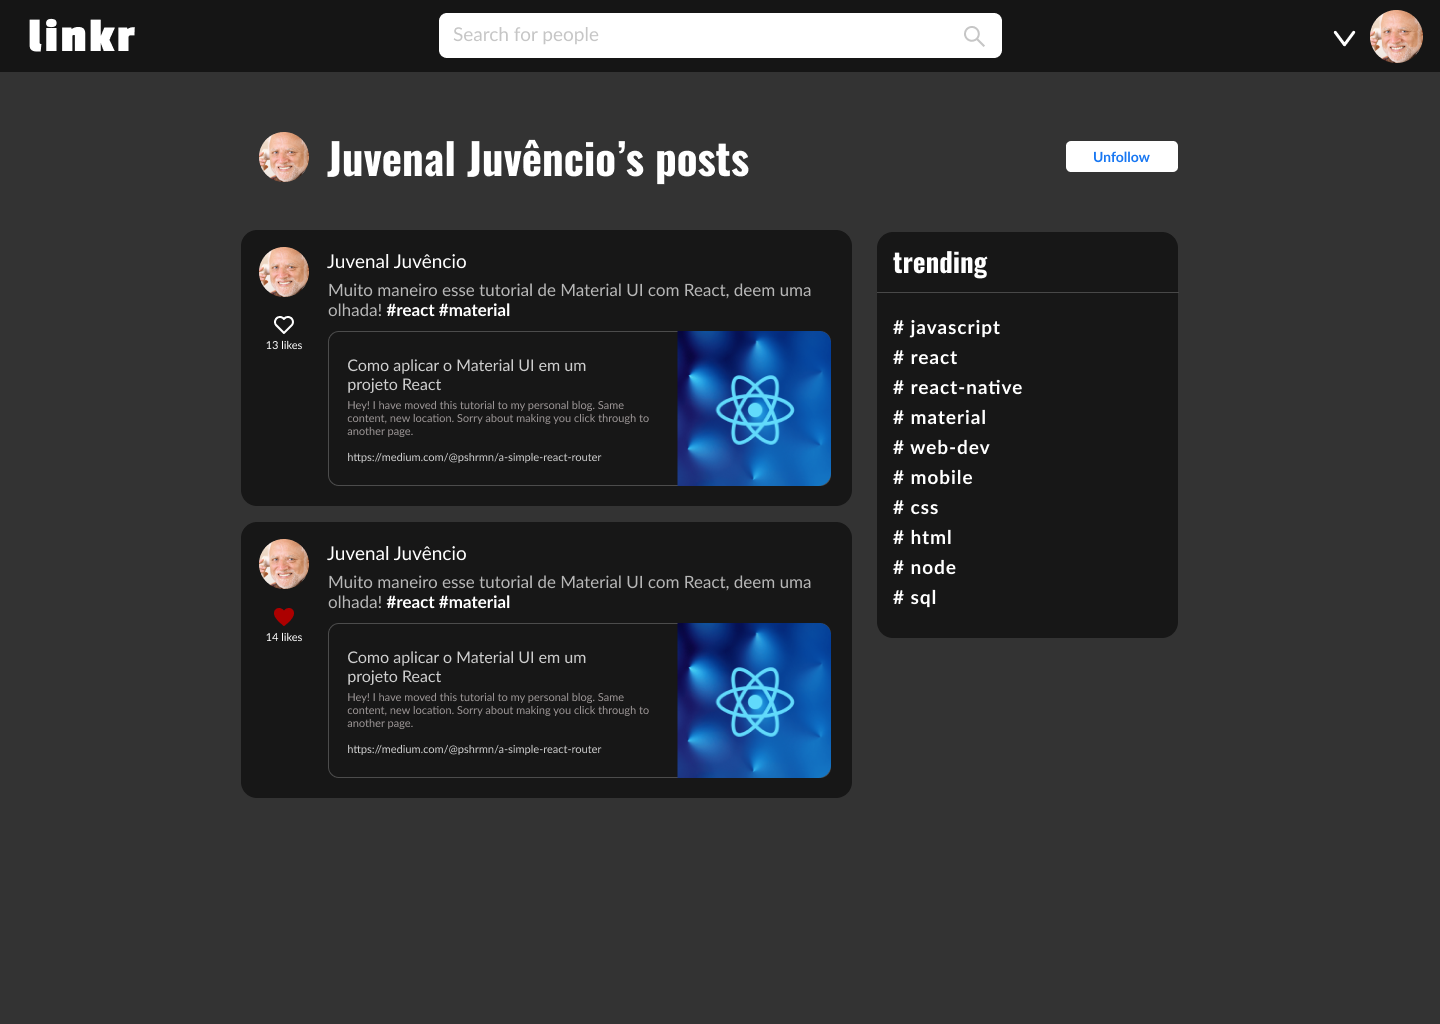 linkr
Search for people
Juvenal Juvêncio’s posts
Unfollow
Juvenal Juvêncio
Muito maneiro esse tutorial de Material UI com React, deem uma
olhada! #react #material
13 likes
Como aplicar o Material UI em um
projeto React
Hey! I have moved this tutorial to my personal blog. Same
content, new location. Sorry about making you click through to
another page.
https://medium.com/@pshrmn/a-simple-react-router
Juvenal Juvêncio
Muito maneiro esse tutorial de Material UI com React, deem uma
olhada! #react #material
14 likes
Como aplicar o Material UI em um
projeto React
Hey! I have moved this tutorial to my personal blog. Same
content, new location. Sorry about making you click through to
another page.
https://medium.com/@pshrmn/a-simple-react-router
trending
# javascript
# react
# react-native
# material
# web-dev
# mobile
# css
# html
# node
# sql